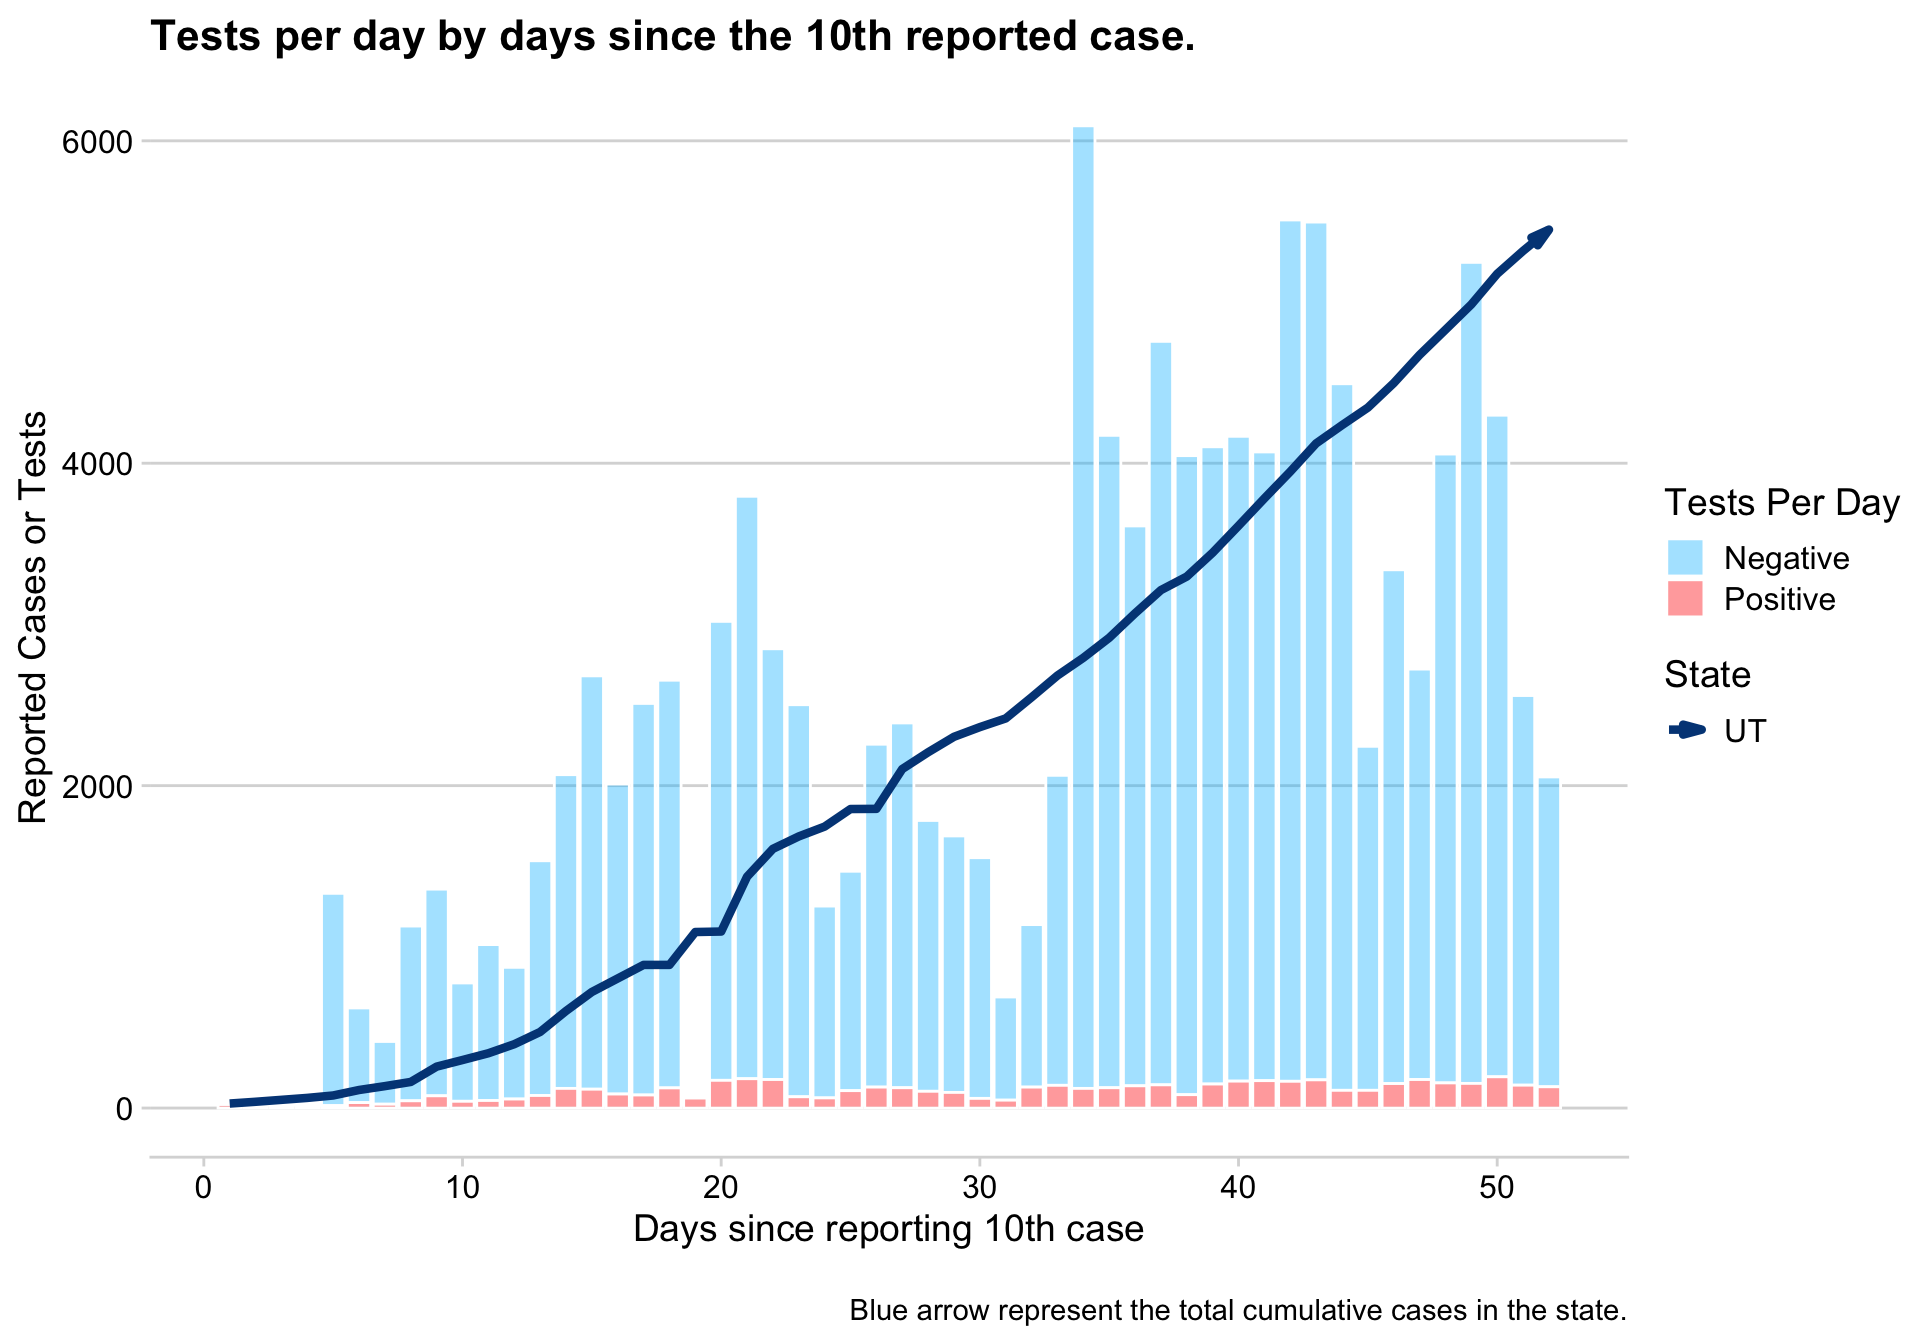 Tests per day by days since the 10th reported case.
6000
4000
2000
0
Reported Cases or Tests
0 10 20 30 40 50
Days since reporting 10th case
Tests Per Day
Negative
Positive
State
UT
Blue arrow represent the total cumulative cases in the state.